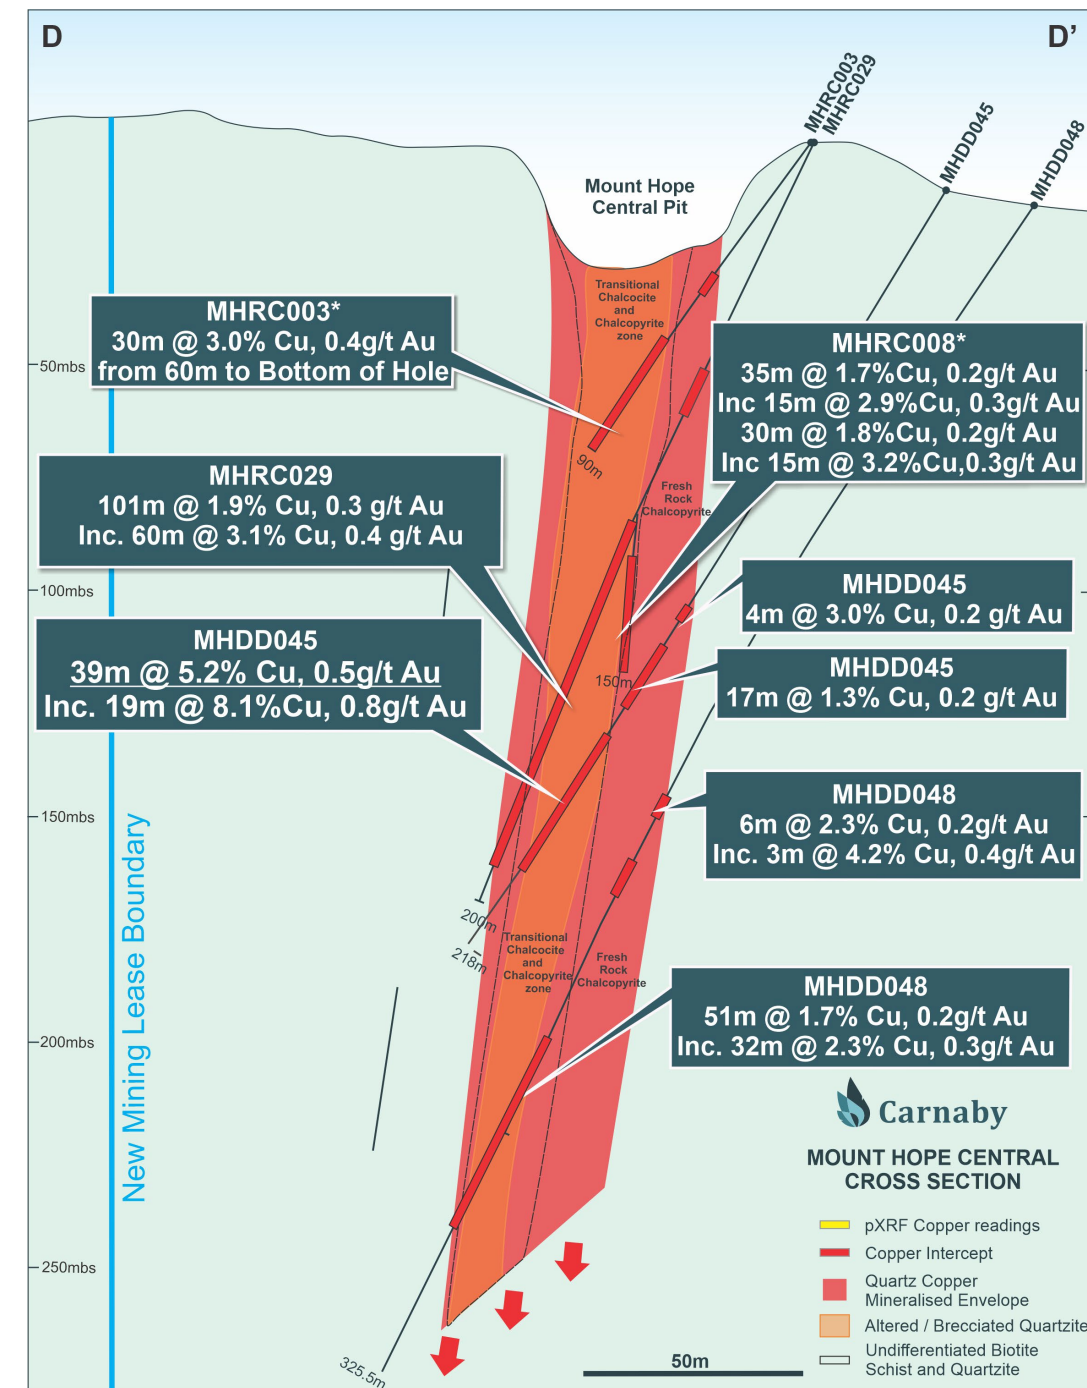 D
D’
MHRC003
MHRC029
MHDD045
MHDD048
Mount Hope
Central Pit
Transitional
Chalcocite
and
Chalcopyrite
zone
MHRC003*
30m @ 3.0% Cu, 0.4g/t Au
from 60m to Bottom of Hole
50mbs
MHRC008*
35m @ 1.7%Cu, 0.2g/t Au
Inc 15m @ 2.9%Cu, 0.3g/t Au
30m @ 1.8%Cu, 0.2g/t Au
Inc 15m @ 3.2%Cu,0.3g/t Au
90m
MHRC029
101m @ 1.9% Cu, 0.3 g/t Au
Inc. 60m @ 3.1% Cu, 0.4 g/t Au
Fresh
Rock
Chalcopyrite
100mbs
MHDD045
4m @ 3.0% Cu, 0.2 g/t Au
MHDD045
39m @ 5.2% Cu, 0.5g/t Au
Inc. 19m @ 8.1%Cu, 0.8g/t Au
150m
MHDD045
17m @ 1.3% Cu, 0.2 g/t Au
150mbs
MHDD048
6m @ 2.3% Cu, 0.2g/t Au
Inc. 3m @ 4.2% Cu, 0.4g/t Au
New Mining Lease Boundary
200m
218m
Transitional
Chalcocite
and
Chalcopyrite
zone
Fresh
Rock
Chalcopyrite
MHDD048
51m @ 1.7% Cu, 0.2g/t Au
Inc. 32m @ 2.3% Cu, 0.3g/t Au
200mbs
Carnaby
MOUNT HOPE CENTRAL
CROSS SECTION
pXRF Copper readings
Copper Intercept
Quartz Copper
Mineralised Envelope
Altered / Brecciated Quartzite
Undifferentiated Biotite
Schist and Quartzite
250mbs
325.5m
50m